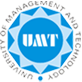 UNIVERSITY OF MANAGEMENT AND TECHNOLOGY
UMT